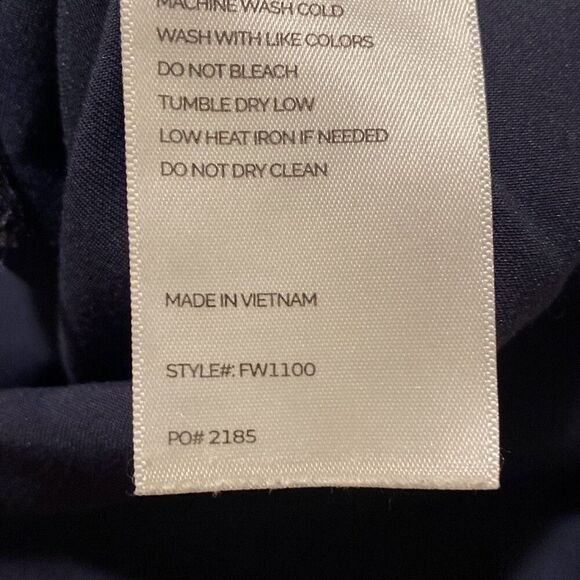 MACHINE WASH COLD
WASH WITH LIKE COLORS
DO NOT BLEACH
TUMBLE DRY LOW
LOW HEAT IRON IF NEEDED
DO NOT DRY CLEAN
MADE IN VIETNAM
STYLE#: FW1100
PO# 2185